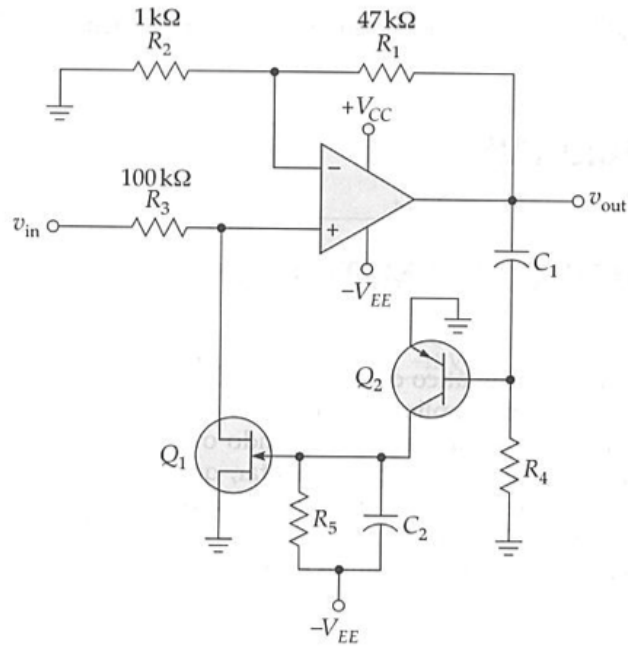 1 kΩ
R2
47 kΩ
R1
+VCC
100 kΩ
R3
vin
−
+
vout
−VEE
C1
Q2
Q1
R5
C2
R4
−VEE